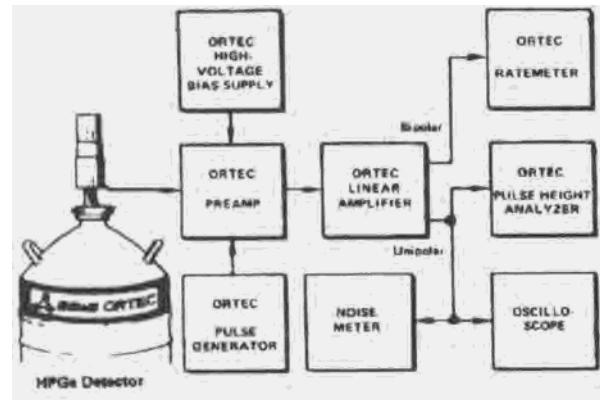 ORTEC
HIGH-
VOLTAGE
BIAS SUPPLY
ORTEC
RATEMETER
Bipolar
ORTEC
PREAMP
ORTEC
LINEAR
AMPLIFIER
ORTEC
PULSE HEIGHT
ANALYZER
Unipolar
ORTEC
PULSE
GENERATOR
NOISE
METER
OSCILLO-
SCOPE
ORTEC
HPGe Detector